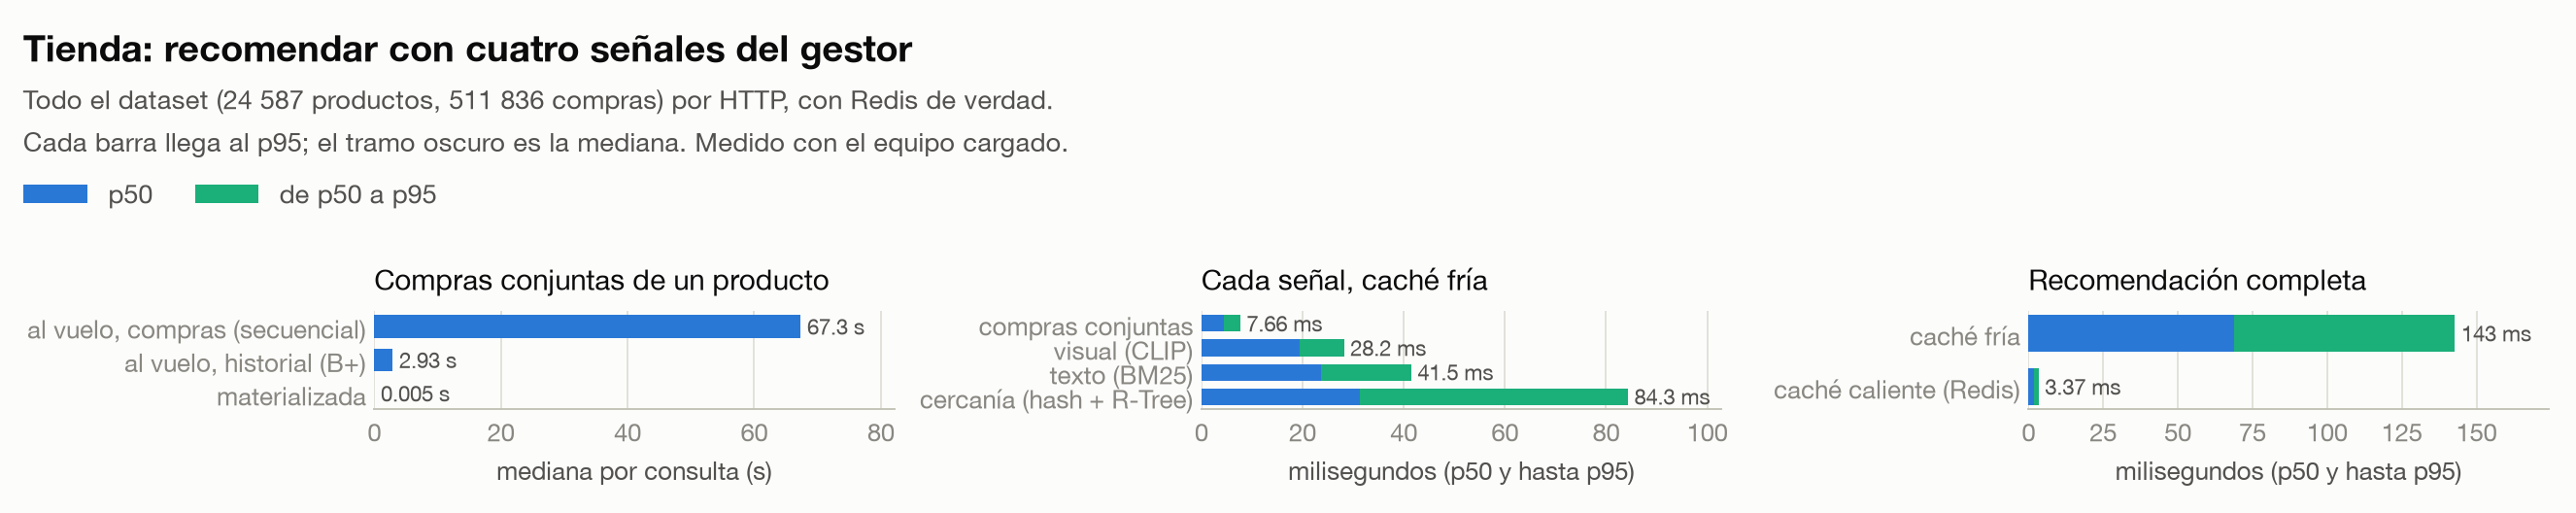 Tienda: recomendar con cuatro señales del gestor
Todo el dataset (24 587 productos, 511 836 compras) por HTTP, con Redis de verdad.
Cada barra llega al p95; el tramo oscuro es la mediana. Medido con el equipo cargado.
p50 de p50 a p95
Compras conjuntas de un producto
al vuelo, compras (secuencial) 67.3 s
al vuelo, historial (B+) 2.93 s
materializada 0.005 s
0 20 40 60 80
mediana por consulta (s)
Cada señal, caché fría
compras conjuntas 7.66 ms
visual (CLIP) 28.2 ms
texto (BM25) 41.5 ms
cercanía (hash + R-Tree) 84.3 ms
0 20 40 60 80 100
milisegundos (p50 y hasta p95)
Recomendación completa
caché fría 143 ms
caché caliente (Redis) 3.37 ms
0 25 50 75 100 125 150
milisegundos (p50 y hasta p95)